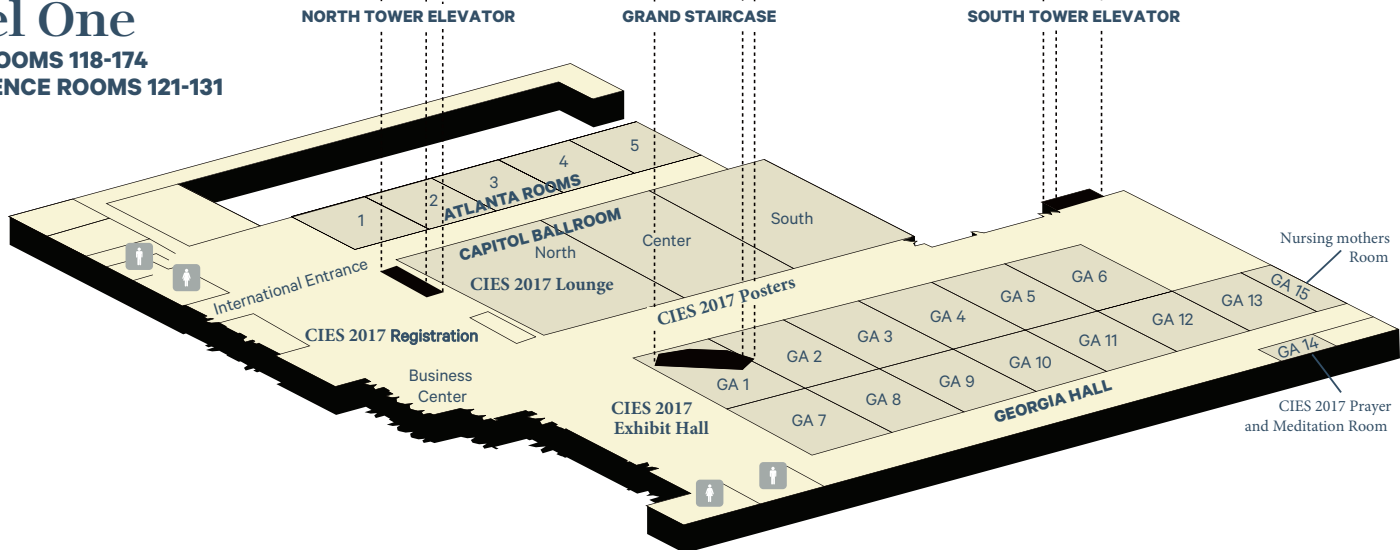 NORTH TOWER ELEVATOR
GRAND STAIRCASE
SOUTH TOWER ELEVATOR
el One
OOMS 118-174
ENCE ROOMS 121-131
5
4
3
2
1
ATLANTA ROOMS
CAPITOL BALLROOM
South
Center
North
CIES 2017 Lounge
CIES 2017 Posters
International Entrance
CIES 2017 Registration
Business
Center
Nursing mothers
Room
GA 15
GA 6
GA 5
GA 13
GA 4
GA 12
GA 3
GA 11
GA 2
GA 10
GA 14
GA 1
GA 9
GA 8
GA 7
GEORGIA HALL
CIES 2017
Exhibit Hall
CIES 2017 Prayer
and Meditation Room